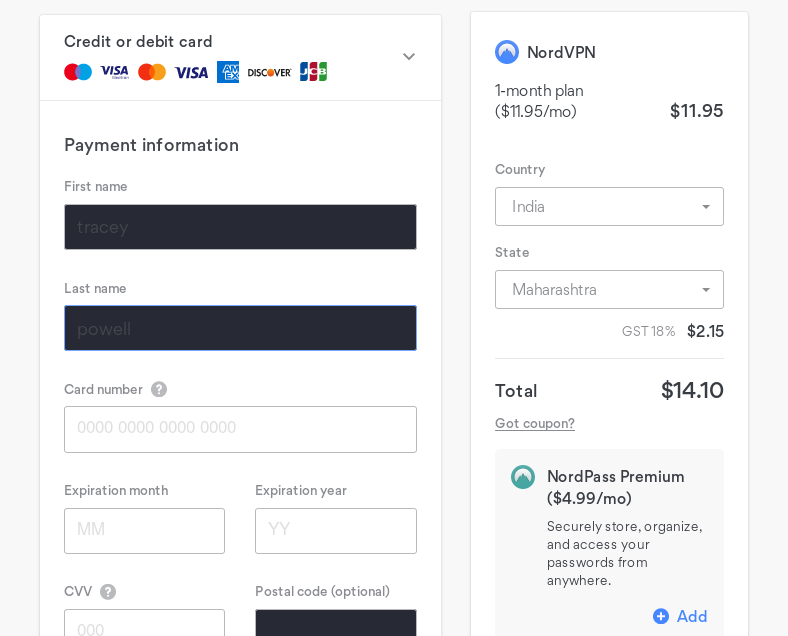 Credit or debit card
VISA
Electron
VISA
AM
EX
DISCOVER
JCB
Payment information
First name
tracey
Last name
powell
Card number ?
0000 0000 0000 0000
Expiration month
Expiration year
MM
YY
CVV ?
Postal code (optional)
000
NordVPN
1-month plan
($11.95/mo)
$11.95
Country
India
State
Maharashtra
GST 18% $2.15
Total $14.10
Got coupon?
NordPass Premium
($4.99/mo)
Securely store, organize,
and access your
passwords from
anywhere.
Add